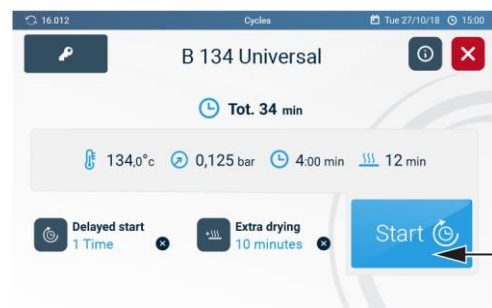 16.012 Cycles Tue 27/10/18 15:00
B 134 Universal
Tot. 34 min
134,0°c 0,125 bar 4:00 min 12 min
Delayed start
1 Time
Extra drying
10 minutes
Start